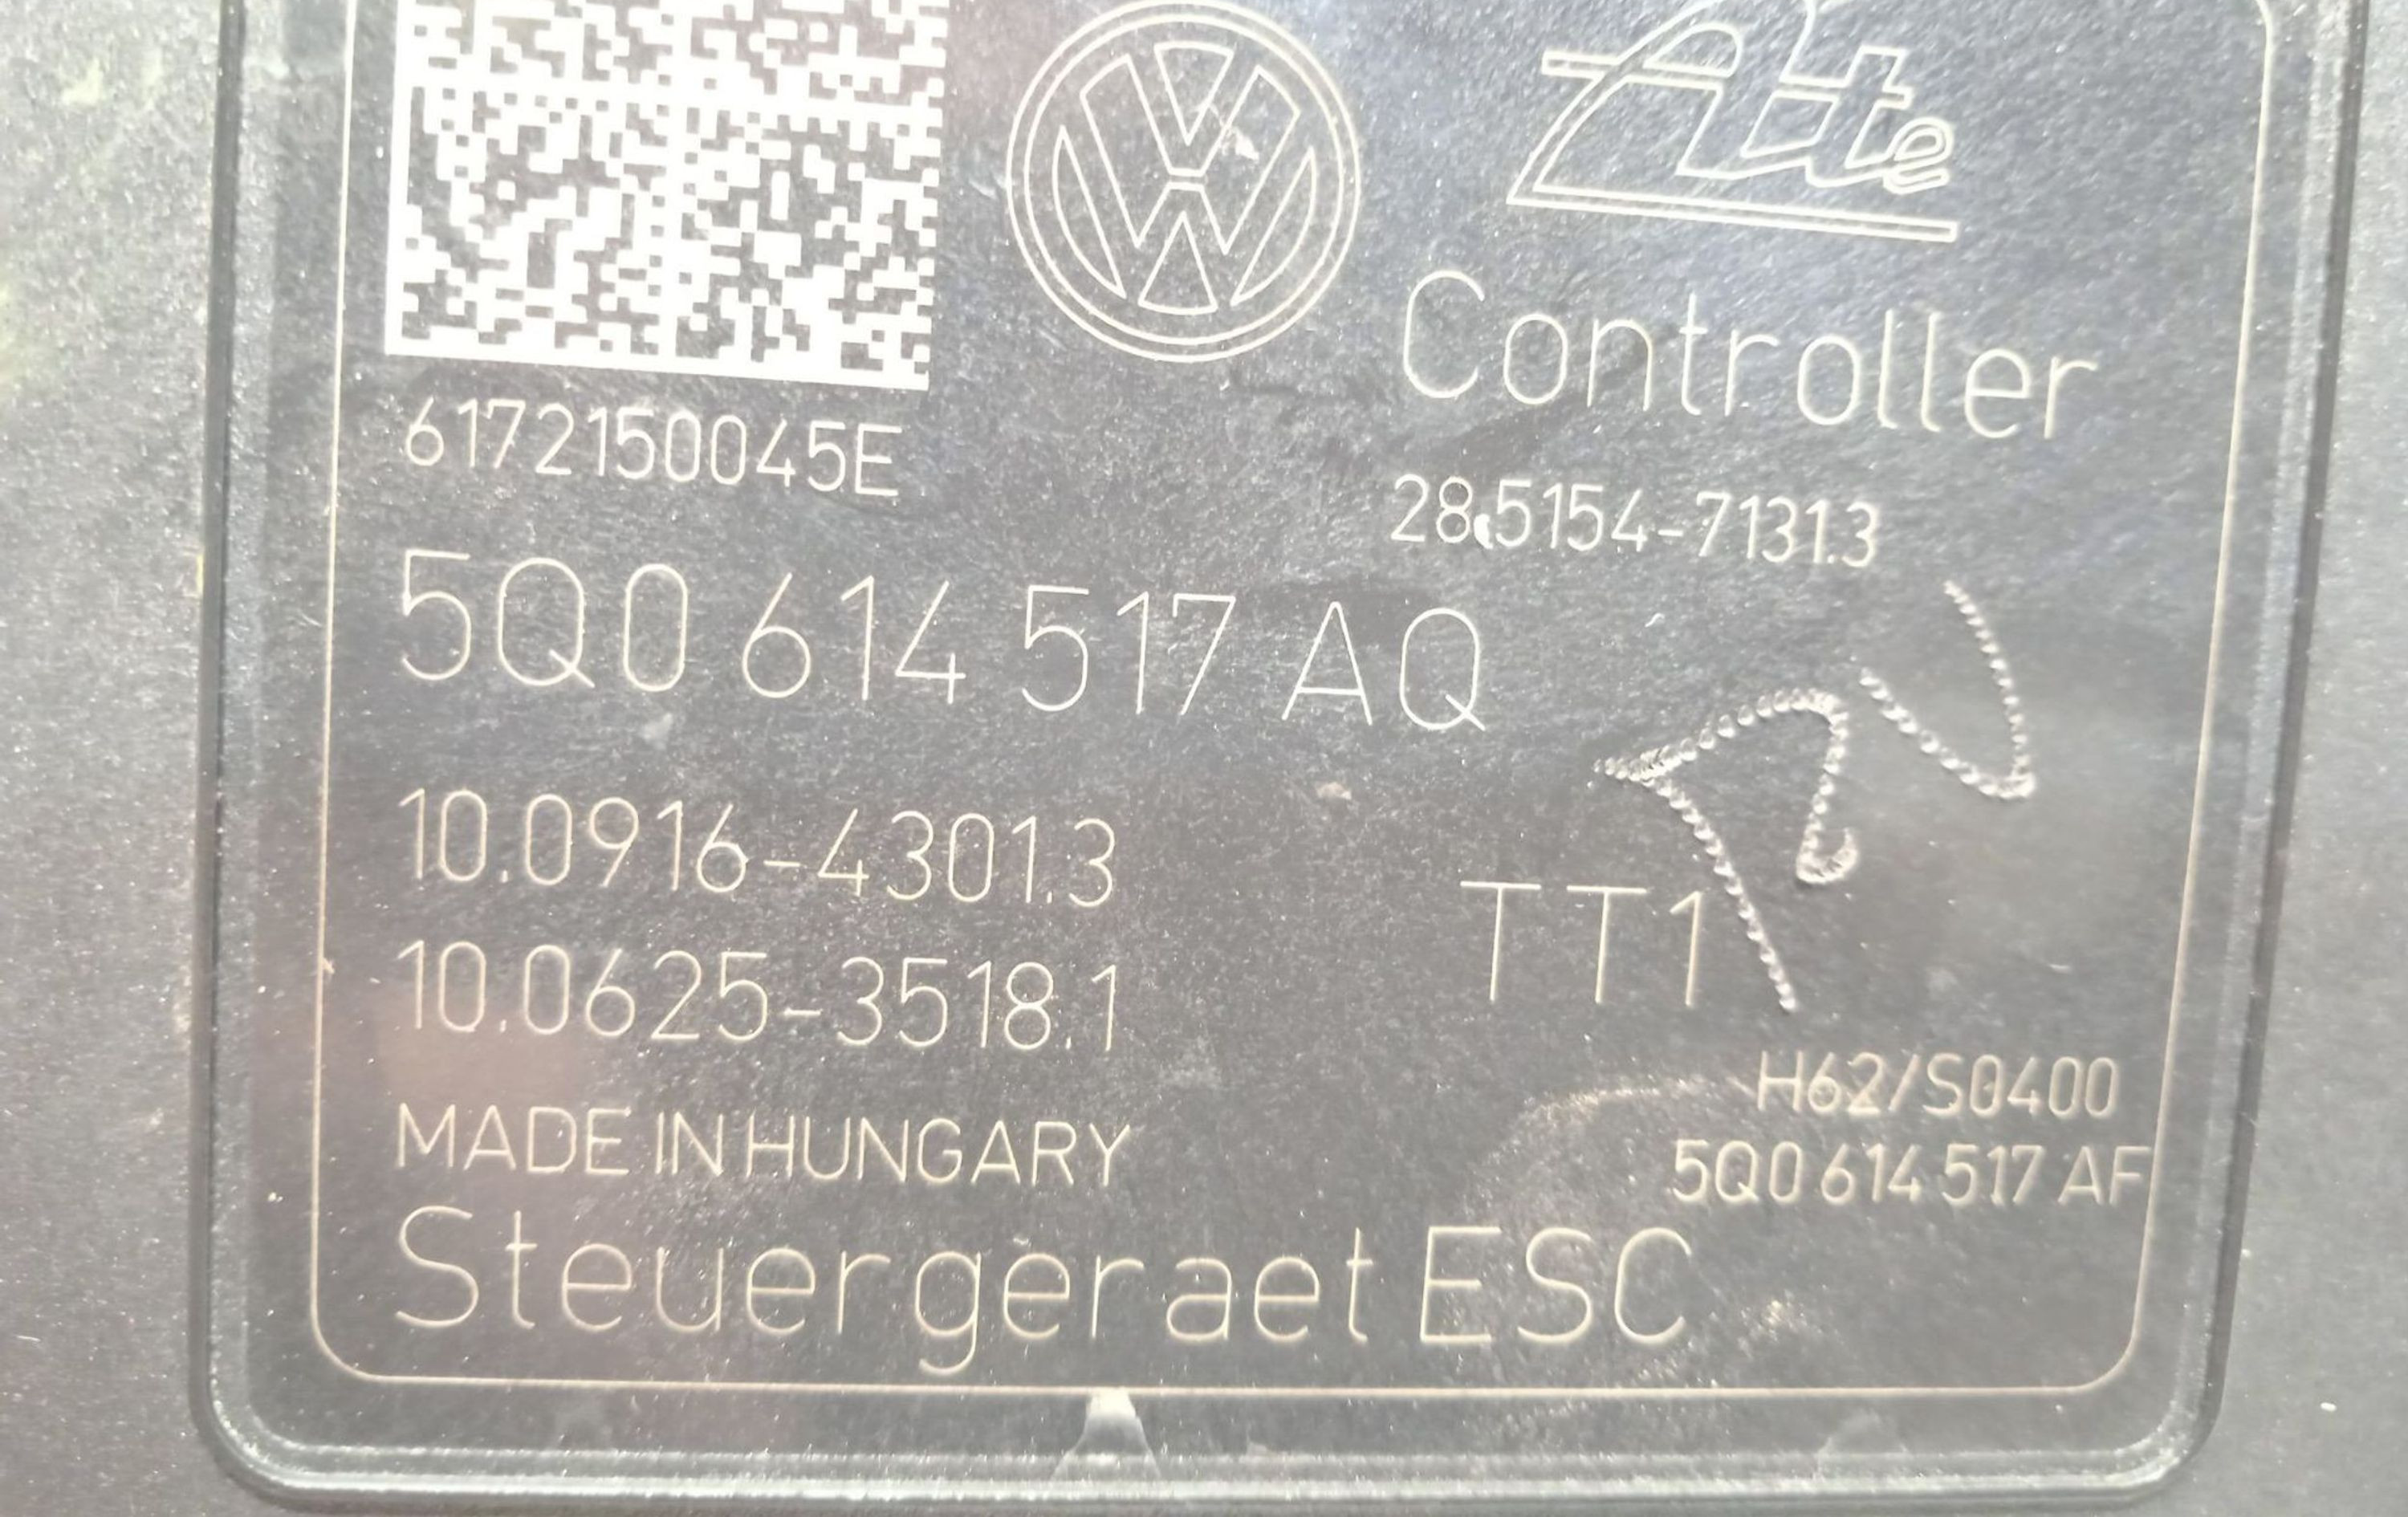 Ate
Controller
6172150045E
28.5154-7131.3
5Q0 614 517 AQ
10.0916-4301.3
10.0625-3518.1
TT1
H62/S0400
MADE IN HUNGARY
5Q0 614 517 AF
Steuergeraet ESC